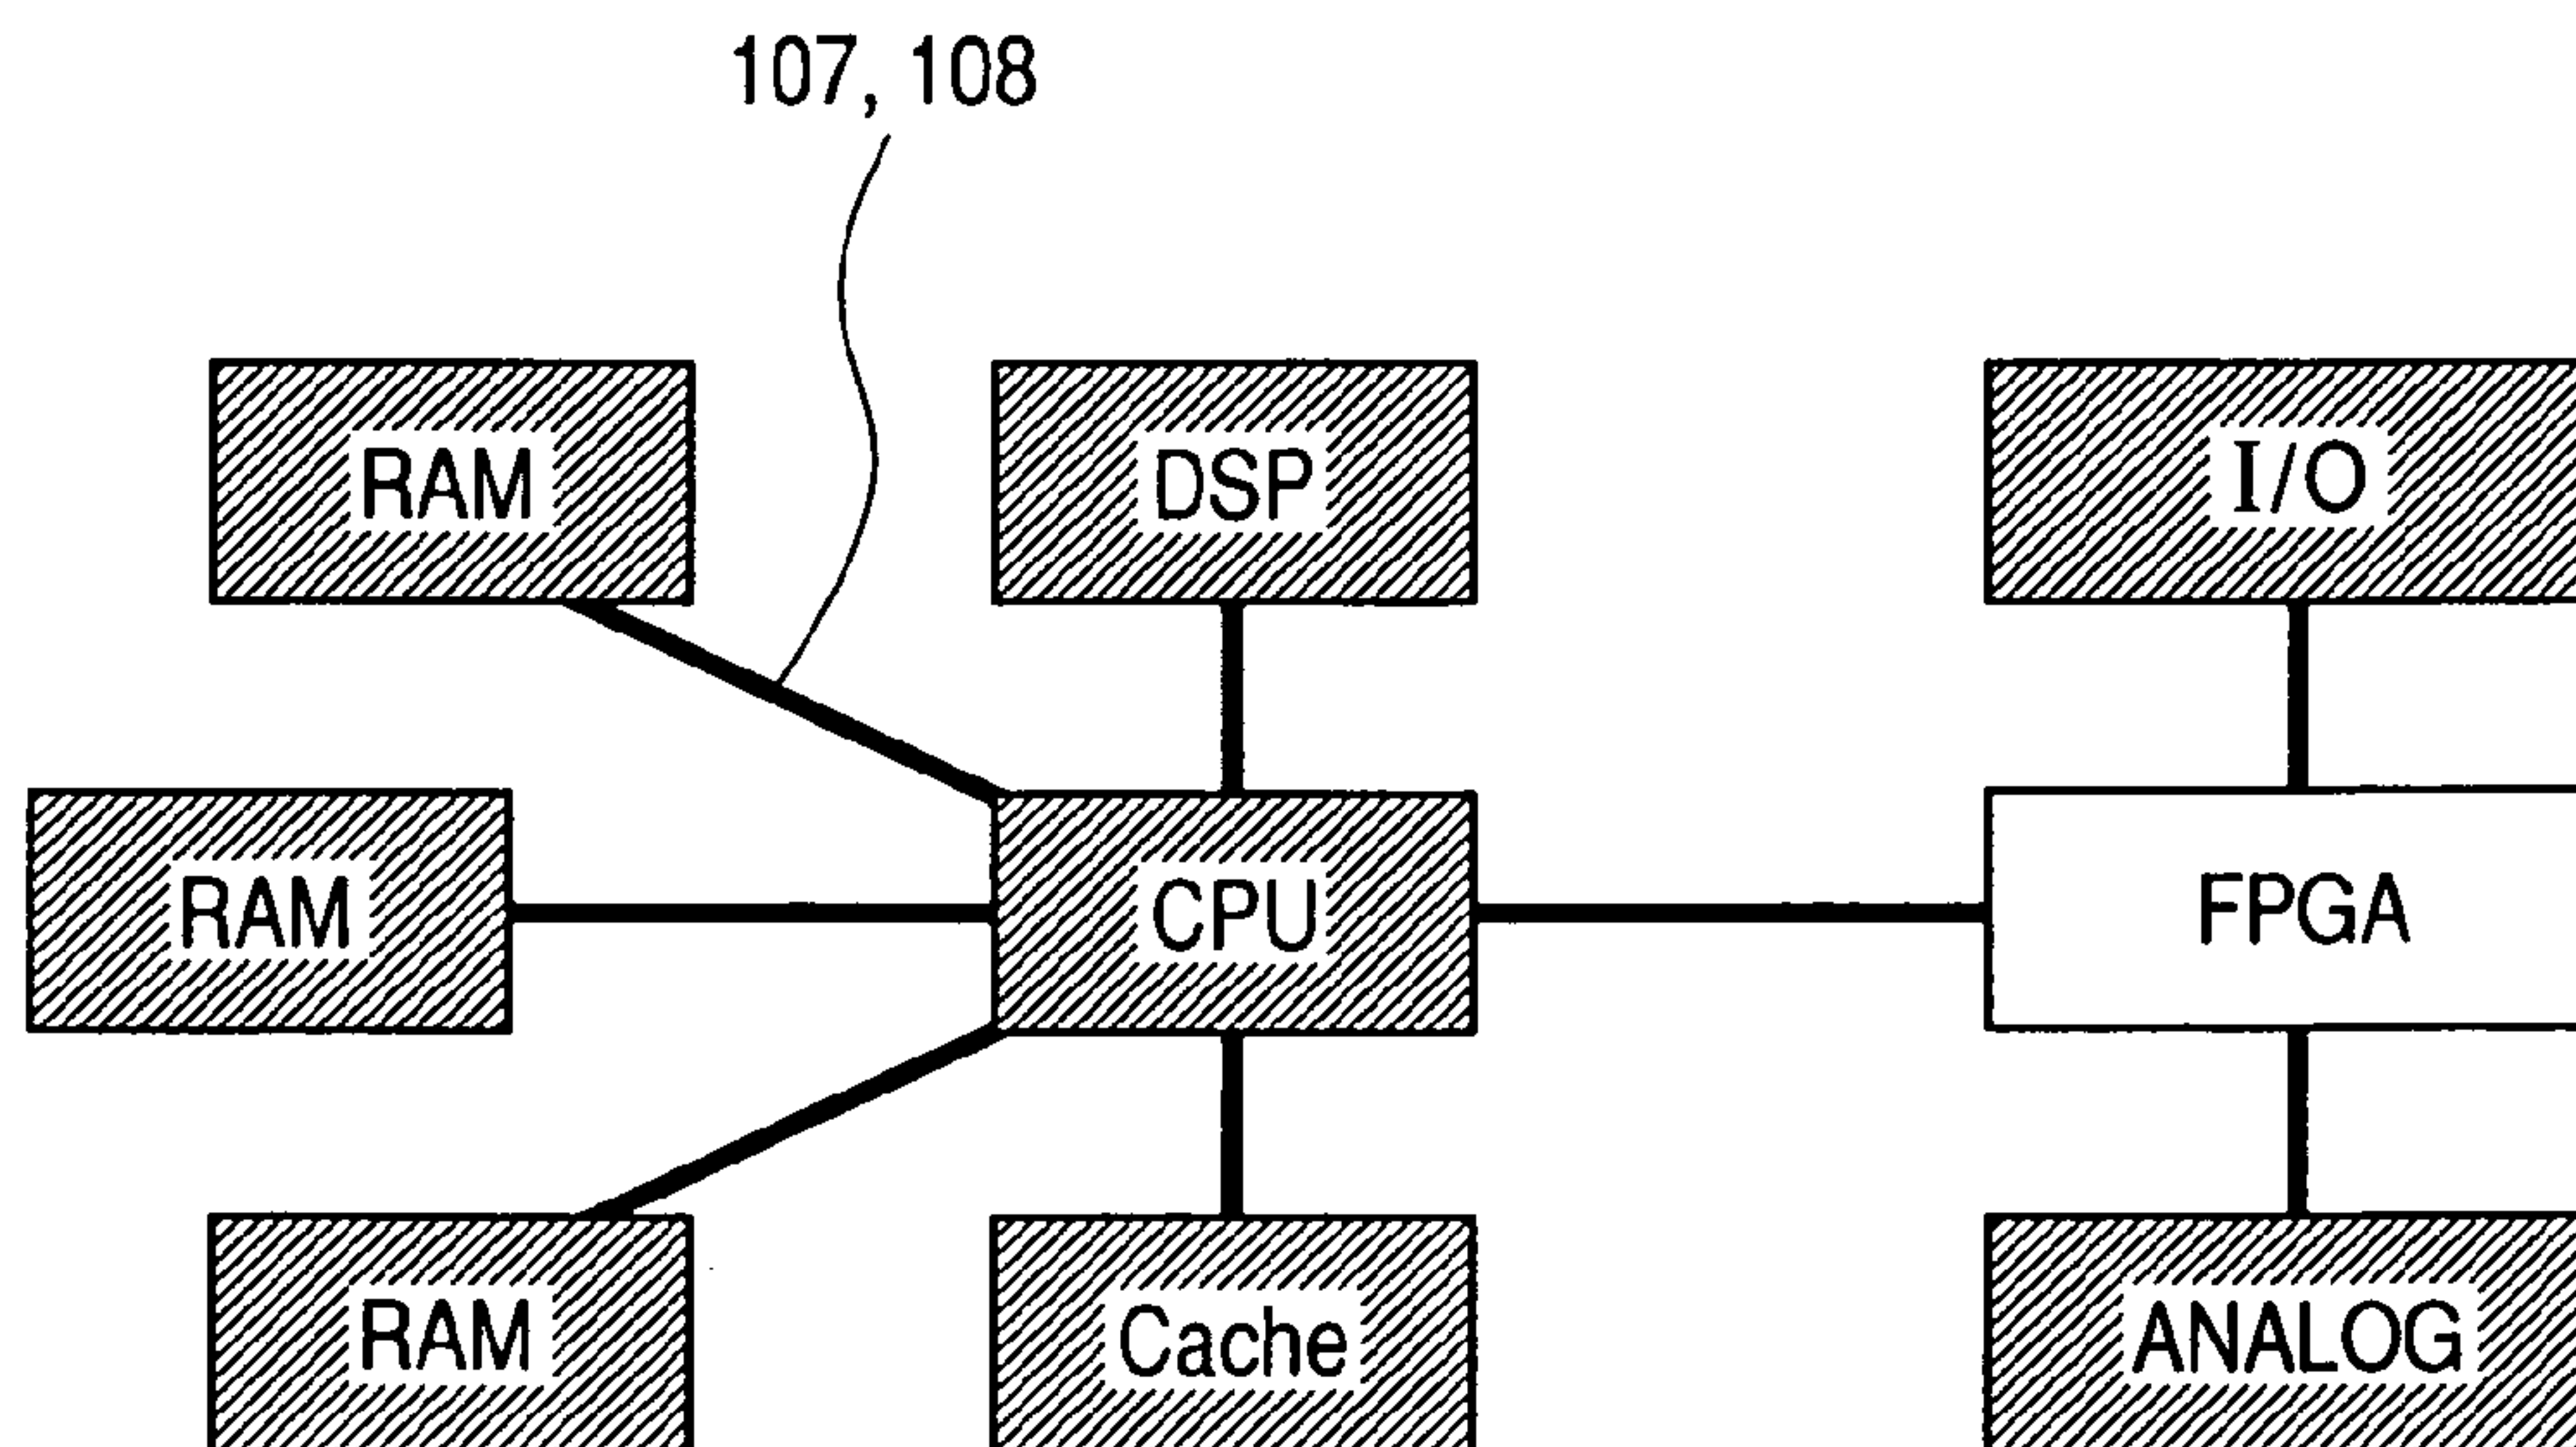 107, 108
RAM
DSP
I/O
RAM
CPU
FPGA
RAM
Cache
ANALOG